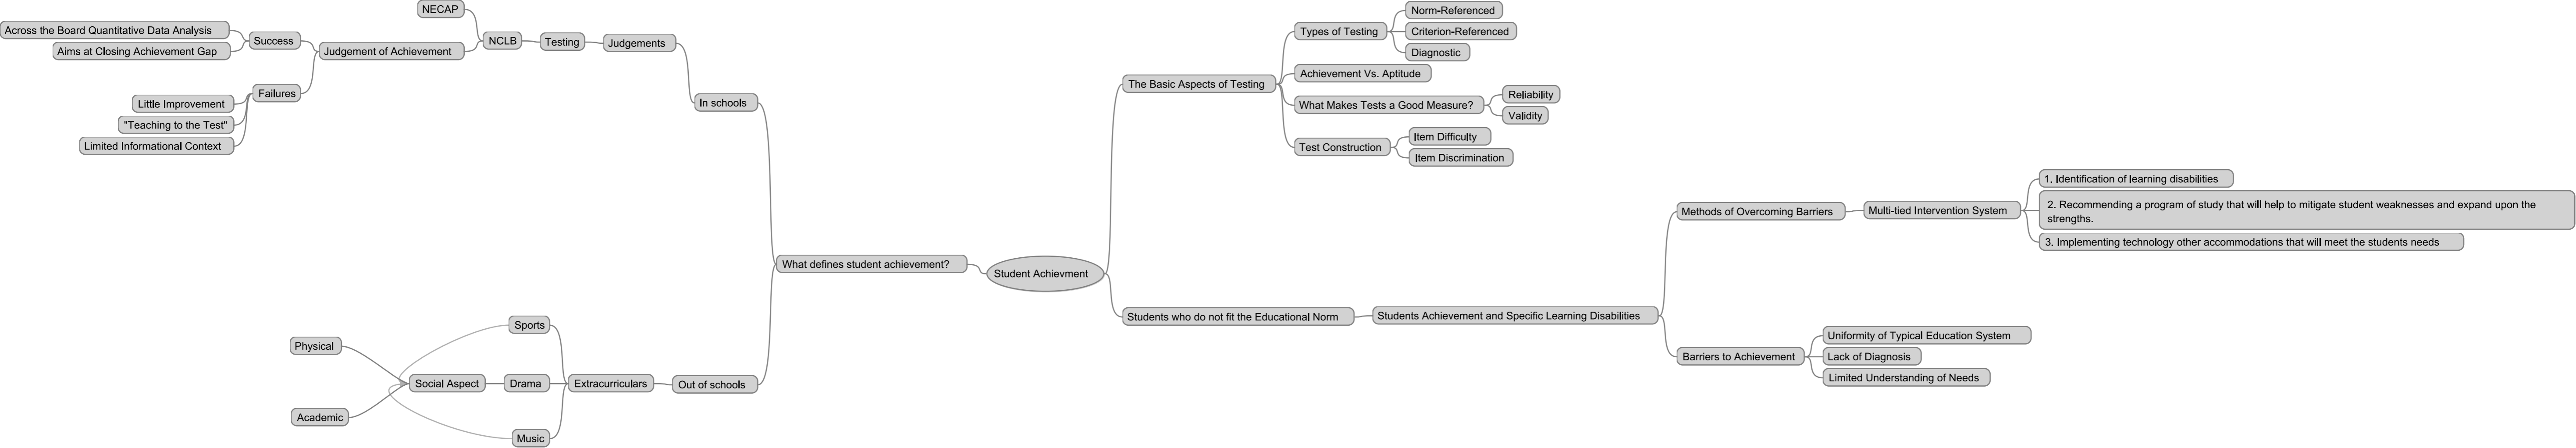 Student Achievment
What defines student achievement?
In schools
Judgements
Testing
NCLB
NECAP
Judgement of Achievement
Success
Across the Board Quantitative Data Analysis
Aims at Closing Achievement Gap
Failures
Little Improvement
"Teaching to the Test"
Limited Informational Context
Out of schools
Extracurriculars
Sports
Drama
Music
Social Aspect
Physical
Academic
The Basic Aspects of Testing
Types of Testing
Norm-Referenced
Criterion-Referenced
Diagnostic
Achievement Vs. Aptitude
What Makes Tests a Good Measure?
Reliability
Validity
Test Construction
Item Difficulty
Item Discrimination
Students who do not fit the Educational Norm
Students Achievement and Specific Learning Disabilities
Methods of Overcoming Barriers
Multi-tied Intervention System
1. Identification of learning disabilities
2. Recommending a program of study that will help to mitigate student weaknesses and expand upon the
strengths.
3. Implementing technology other accommodations that will meet the students needs
Barriers to Achievement
Uniformity of Typical Education System
Lack of Diagnosis
Limited Understanding of Needs